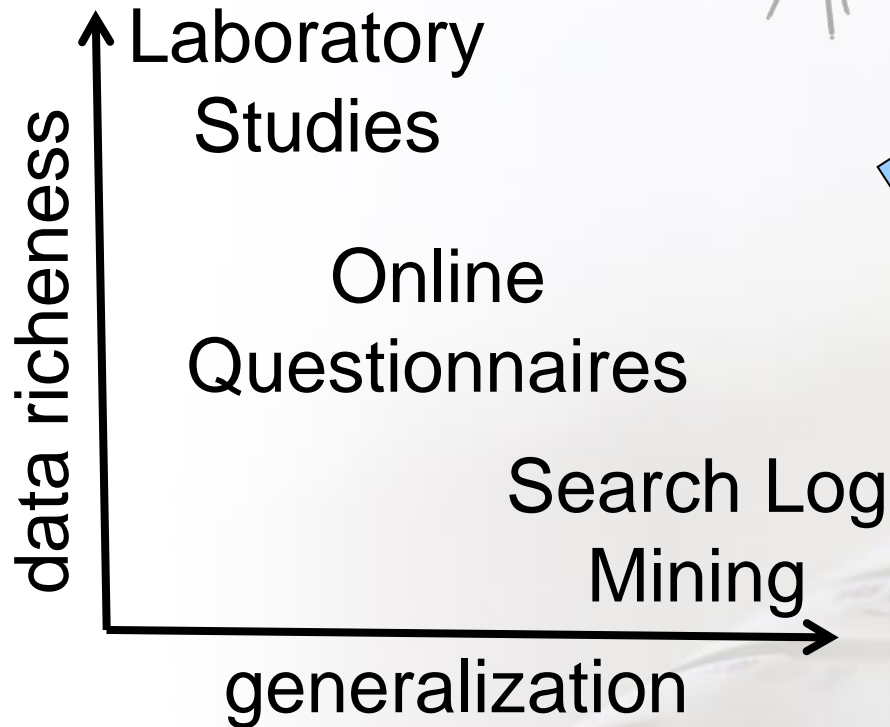 Laboratory
Studies
data richeness
Online
Questionnaires
Search Log
Mining
generalization